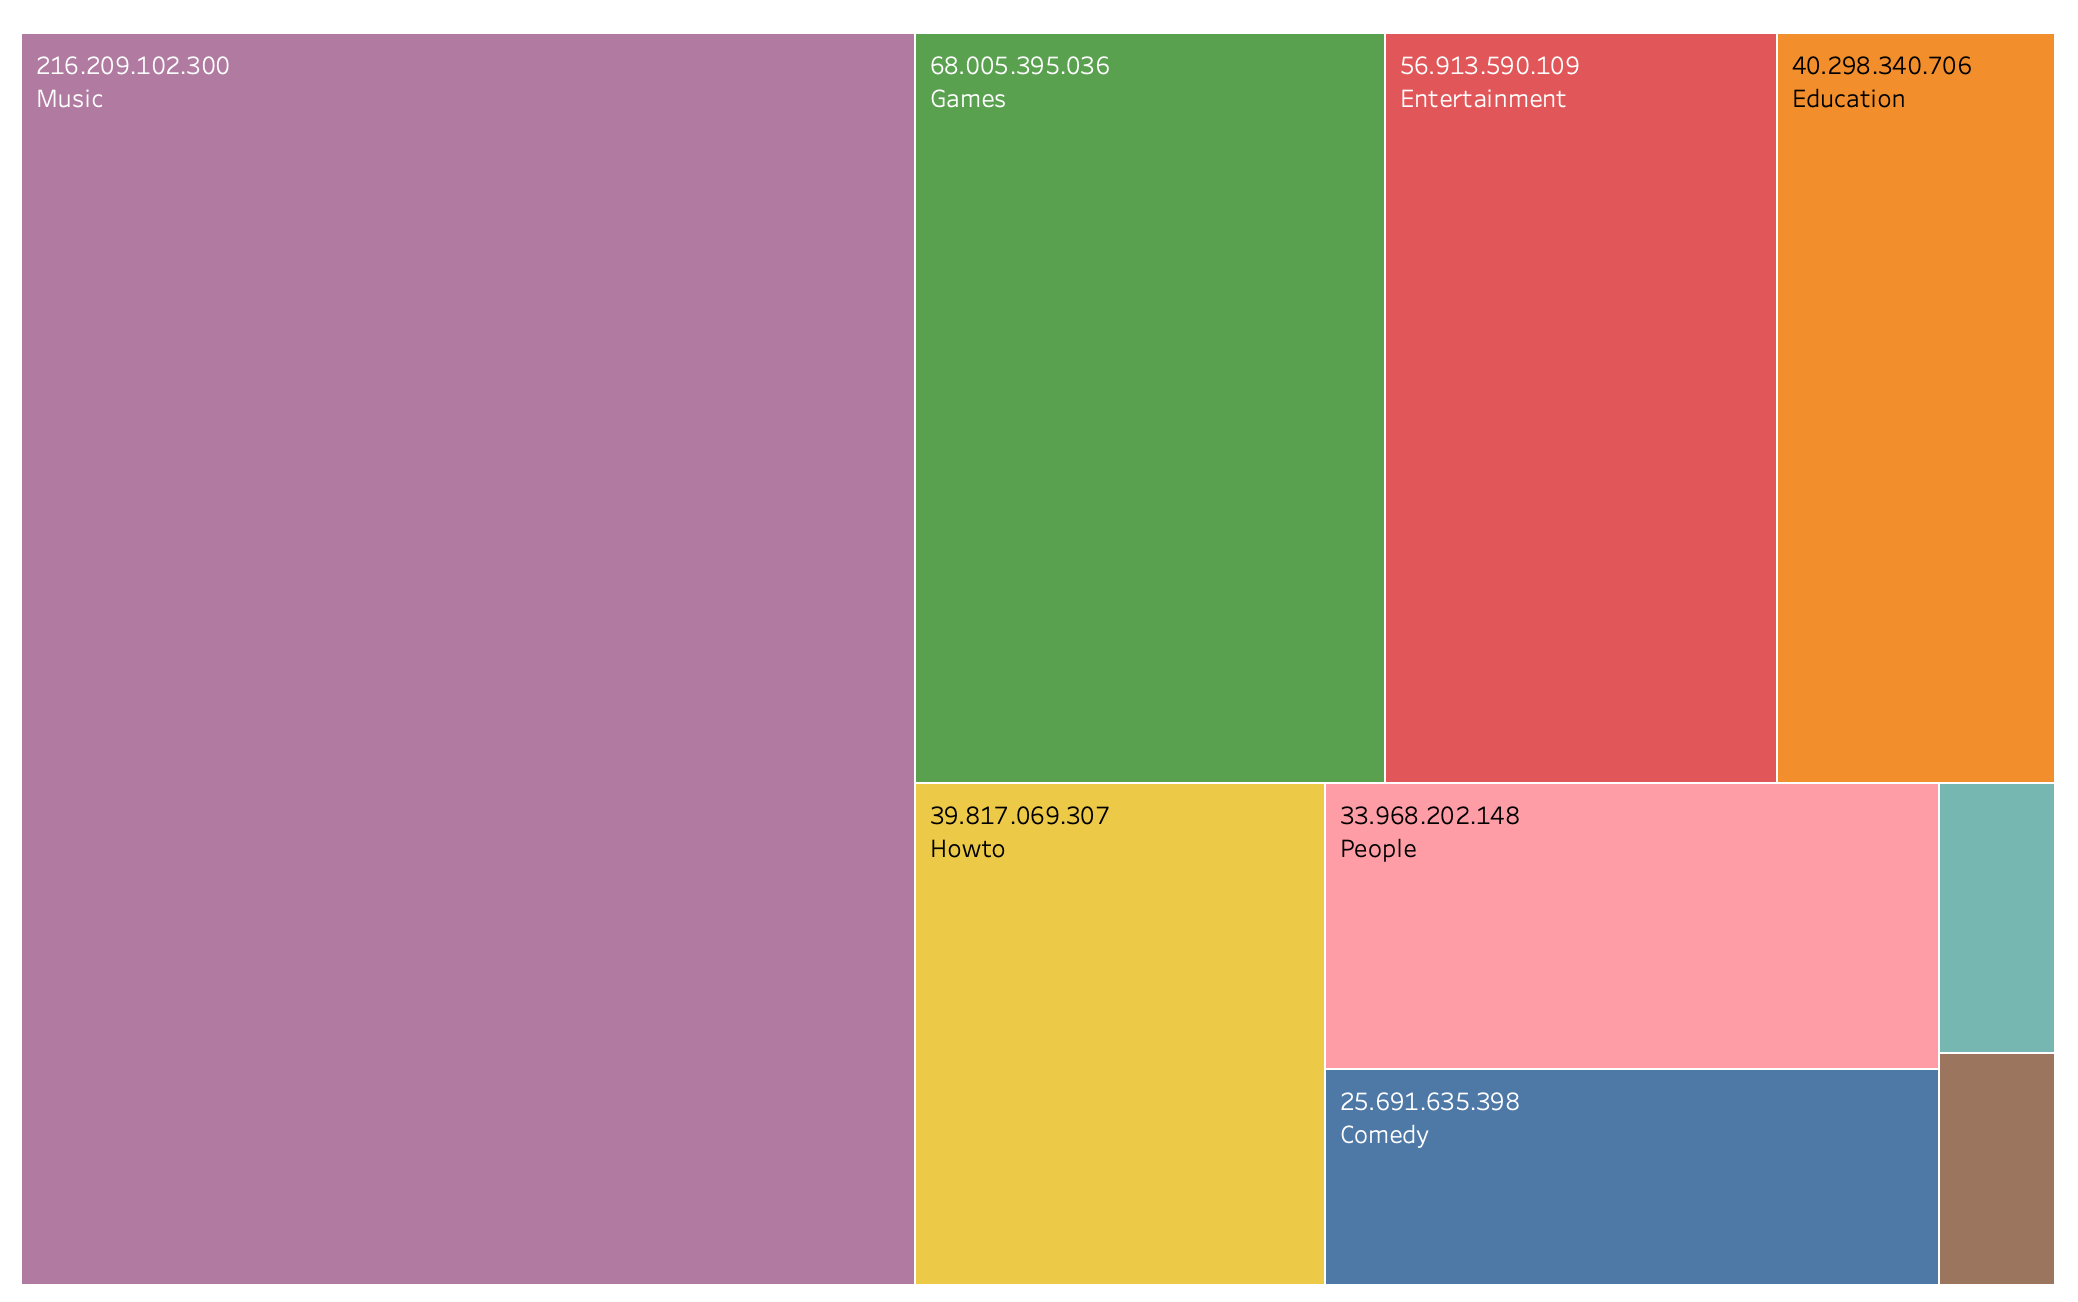 216.209.102.300
Music
68.005.395.036
Games
56.913.590.109
Entertainment
40.298.340.706
Education
39.817.069.307
Howto
33.968.202.148
People
25.691.635.398
Comedy